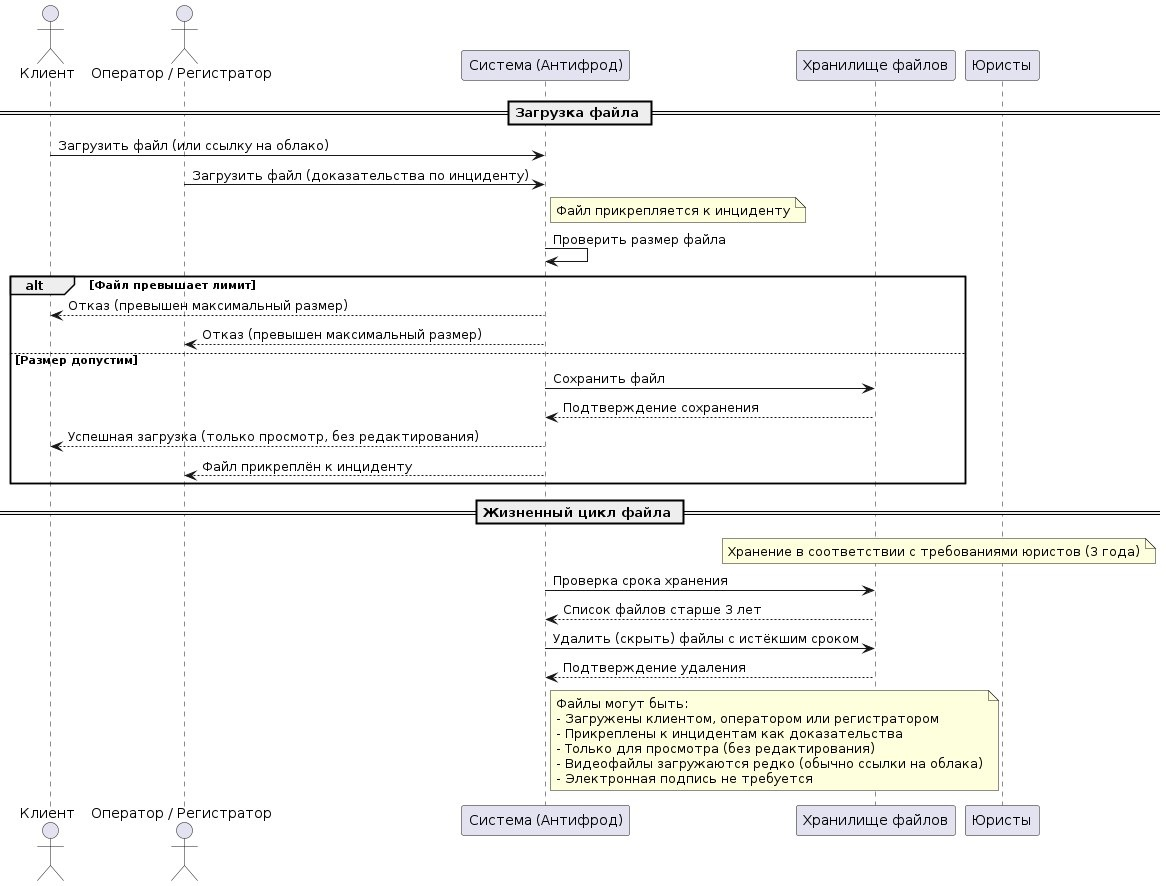 Клиент
Оператор / Регистратор
Система (Антифрод)
Хранилище файлов
Юристы
Загрузка файла
Загрузить файл (или ссылку на облако)
Загрузить файл (доказательства по инциденту)
Файл прикрепляется к инциденту
Проверить размер файла
alt
[Файл превышает лимит]
Отказ (превышен максимальный размер)
Отказ (превышен максимальный размер)
[Размер допустим]
Сохранить файл
Подтверждение сохранения
Успешная загрузка (только просмотр, без редактирования)
Файл прикреплён к инциденту
Жизненный цикл файла
Хранение в соответствии с требованиями юристов (3 года)
Проверка срока хранения
Список файлов старше 3 лет
Удалить (скрыть) файлы с истёкшим сроком
Подтверждение удаления
Файлы могут быть:
- Загружены клиентом, оператором или регистратором
- Прикреплены к инцидентам как доказательства
- Только для просмотра (без редактирования)
- Видеофайлы загружаются редко (обычно ссылки на облака)
- Электронная подпись не требуется
Клиент
Оператор / Регистратор
Система (Антифрод)
Хранилище файлов
Юристы